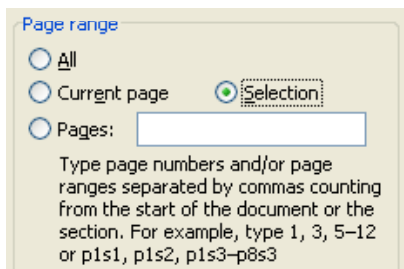 Page range
All
Current page Selection
Pages:
Type page numbers and/or page
ranges separated by commas counting
from the start of the document or the
section. For example, type 1, 3, 5–12
or p1s1, p1s2, p1s3–p8s3